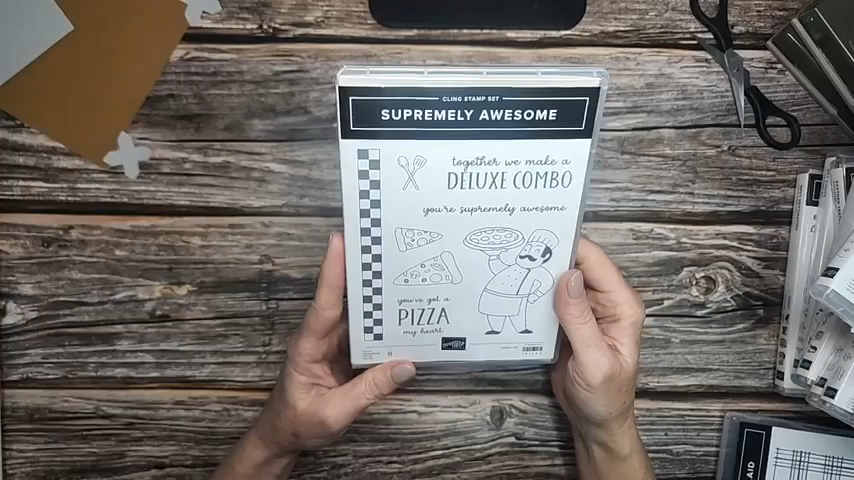 CLING STAMP SET
SUPREMELY AWESOME
together we make a
DELUXE COMBO
you're supremely awesome
you've got a
PIZZA
my heart
AID